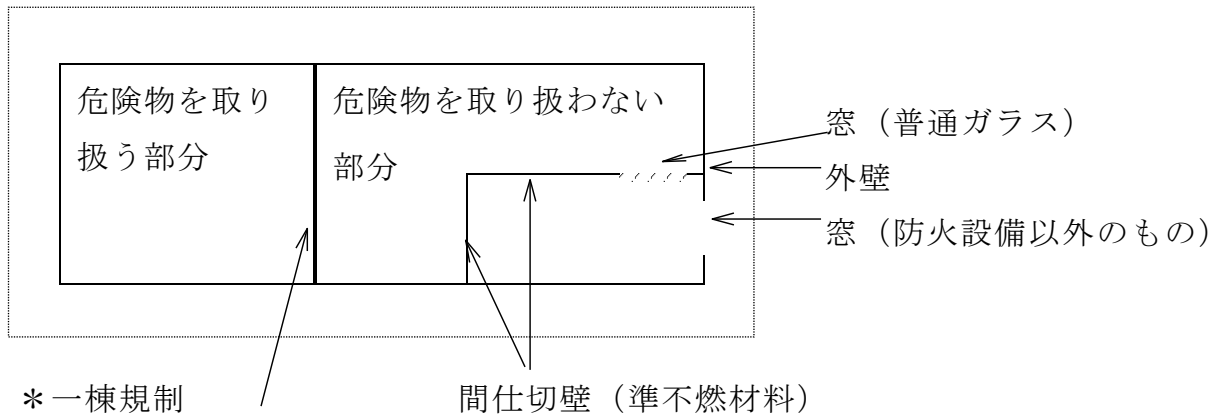 危険物を取り
扱う部分
危険物を取り扱わない
部分
窓（普通ガラス）
外壁
窓（防火設備以外のもの）
＊一棟規制
間仕切壁（準不燃材料）